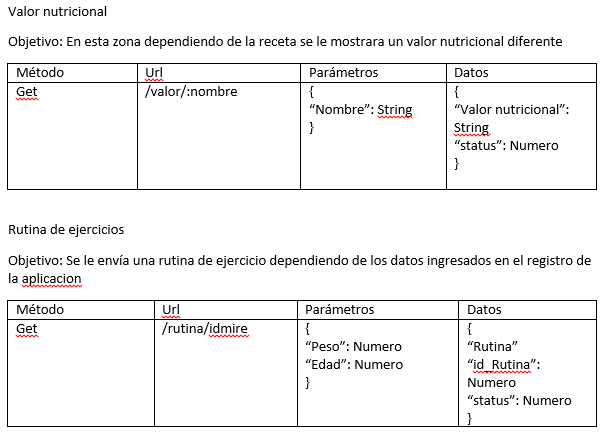 Valor nutricional
Objetivo: En esta zona dependiendo de la receta se le mostrara un valor nutricional diferente
Método Url Parámetros Datos
Get /valor/:nombre { {
“Nombre”: String “Valor nutricional”:
} String
“status”: Numero
}
Rutina de ejercicios
Objetivo: Se le envía una rutina de ejercicio dependiendo de los datos ingresados en el registro de
la aplicacion
Método Url Parámetros Datos
Get /rutina/idmire { {
“Peso”: Numero “Rutina”
“Edad”: Numero “id_Rutina”:
} Numero
“status”: Numero
}